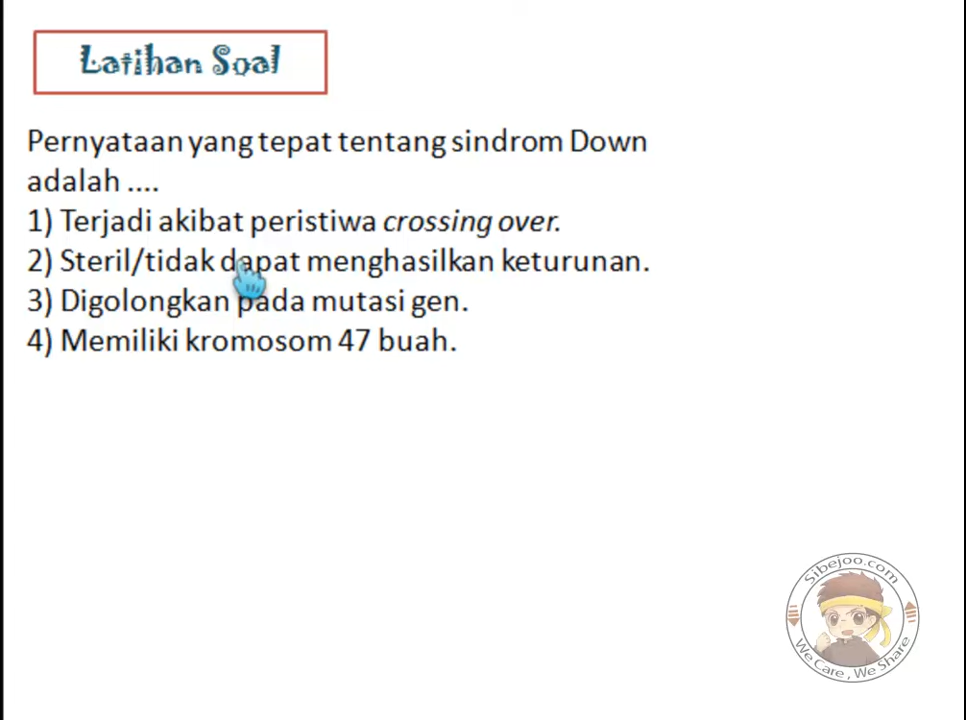 Latihan Soal
Pernyataan yang tepat tentang sindrom Down
adalah ....
1) Terjadi akibat peristiwa crossing over.
2) Steril/tidak dapat menghasilkan keturunan.
3) Digolongkan pada mutasi gen.
4) Memiliki kromosom 47 buah.
Sibejoo.com
We Care, We Share